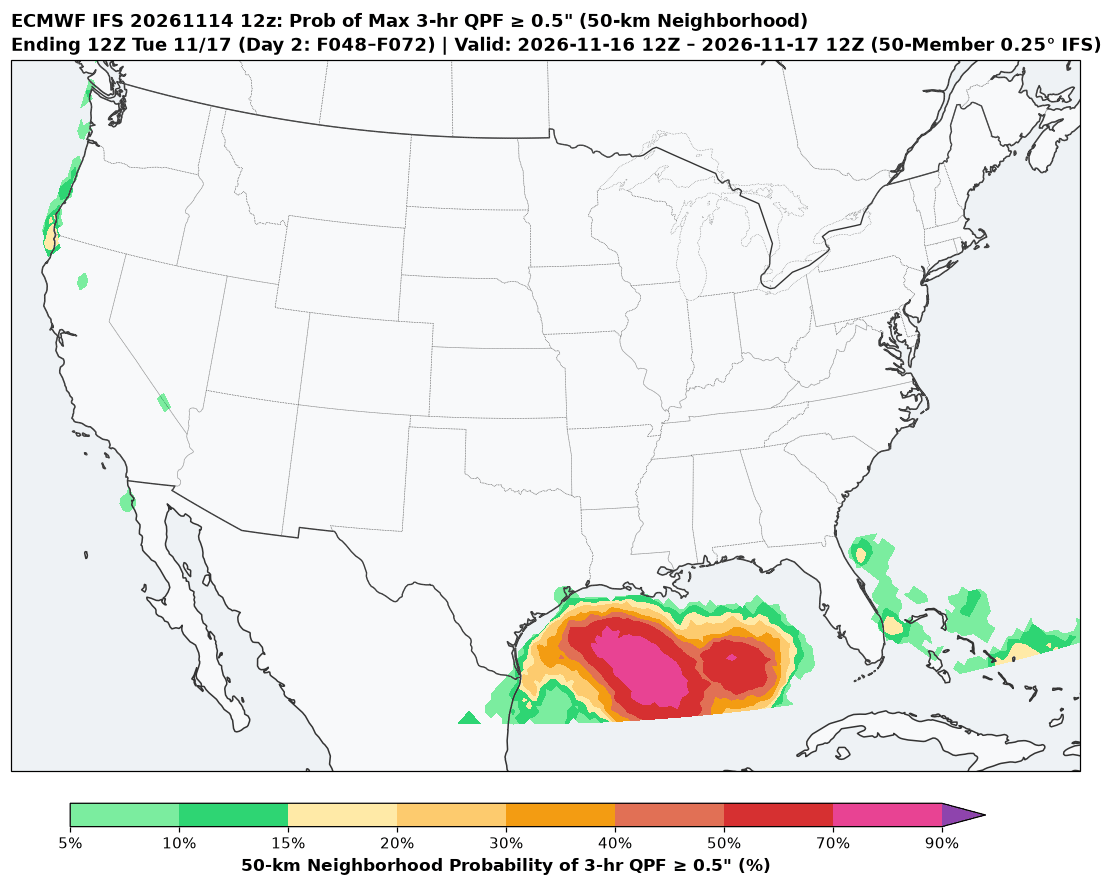 ECMWF IFS 20261114 12z: Prob of Max 3-hr QPF ≥ 0.5" (50-km Neighborhood)
Ending 12Z Tue 11/17 (Day 2: F048–F072) | Valid: 2026-11-16 12Z – 2026-11-17 12Z (50-Member 0.25° IFS)
5% 10% 15% 20% 30% 40% 50% 70% 90%
50-km Neighborhood Probability of 3-hr QPF ≥ 0.5" (%)